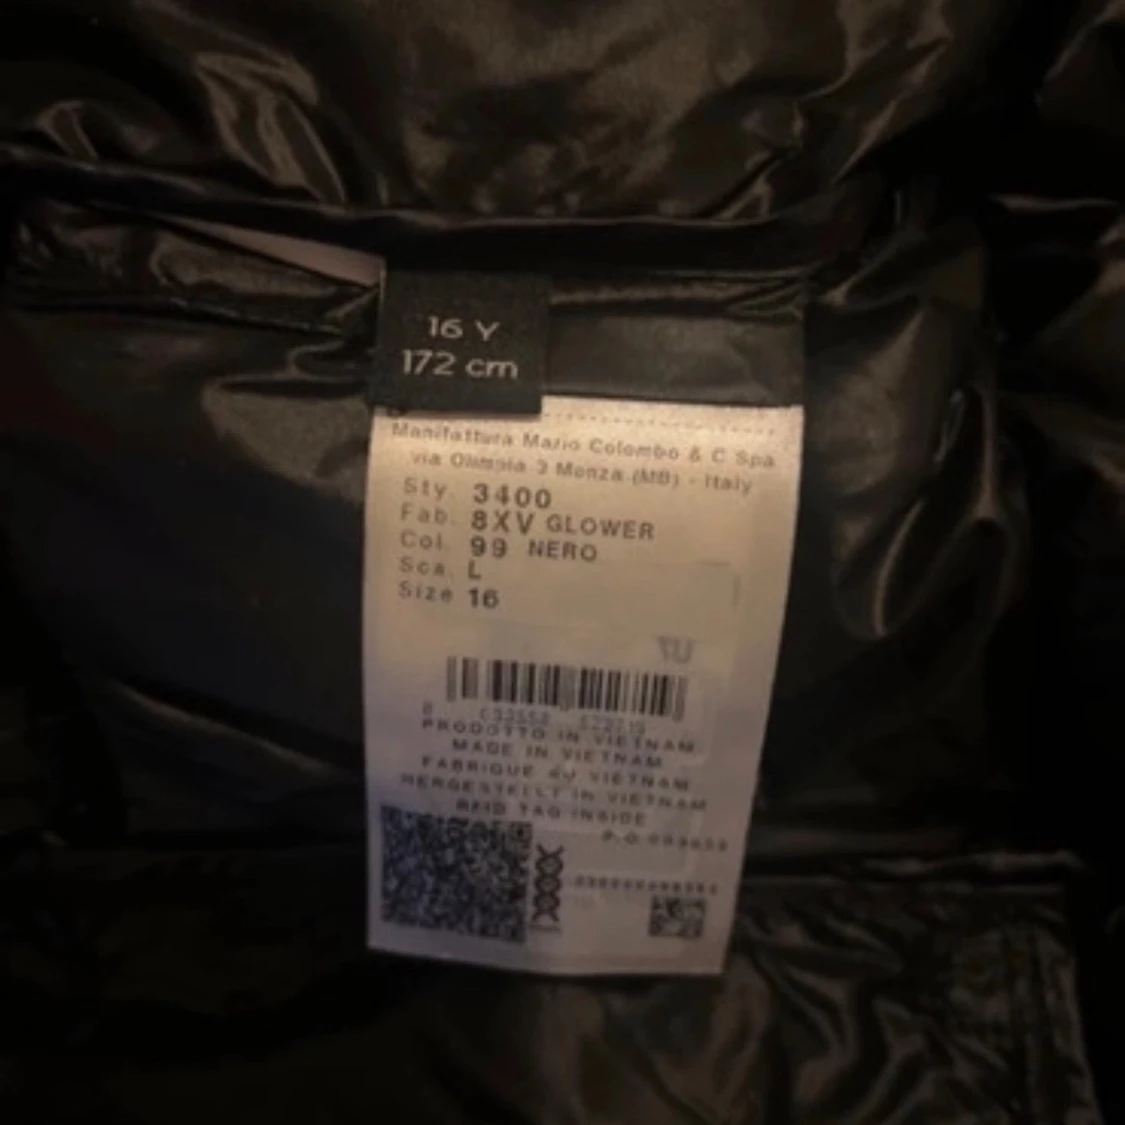 16 Y
172 cm
Manifattura Mario Colombo & C Spa
via Olimpia 3 Monza (MB) - Italy
Sty. 3400
Fab. 8XV GLOWER
Col. 99 NERO
Sca. L
Size 16
PRODOTTO IN VIETNAM
MADE IN VIETNAM
FABRIQUE AU VIETNAM
HERGESTELLT IN VIETNAM
RFID TAG INSIDE